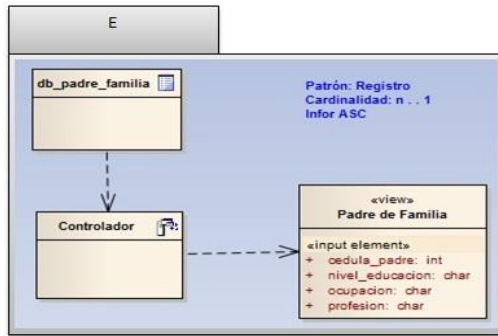 E
db_padre_familia
Patrón: Registro
Cardinalidad: n . . 1
Infor ASC
Controlador
«view»
Padre de Familia
«input element»
+ cedula_padre: int
+ nivel_educacion: char
+ ocupacion: char
+ profesion: char